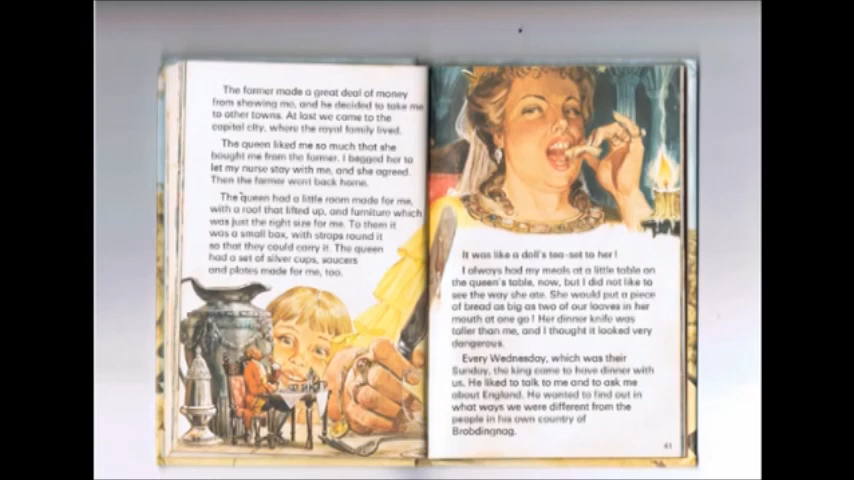 The farmer made a great deal of money
from showing me, and he decided to take me
to other towns. At last we came to the
capital city, where the royal family lived.
The queen liked me so much that she
bought me from the farmer. I begged her to
let my nurse stay with me, and she agreed.
Then the farmer went back home.
The queen had a little room made for me,
with a roof that lifted up, and furniture which
was just the right size for me. To them it
was a small box, with straps round it
so that they could carry it. The queen
had a set of silver cups, saucers
and plates made for me, too.
It was like a doll's tea-set to her!
I always had my meals at a little table on
the queen's table, now, but I did not like to
see the way she ate. She would put a piece
of bread as big as two of our loaves in her
mouth at one go! Her dinner knife was
taller than me, and I thought it looked very
dangerous.
Every Wednesday, which was their
Sunday, the king came to have dinner with
us. He liked to talk to me and to ask me
about England. He wanted to find out in
what ways we were different from the
people in his own country of
Brobdingnag.
41